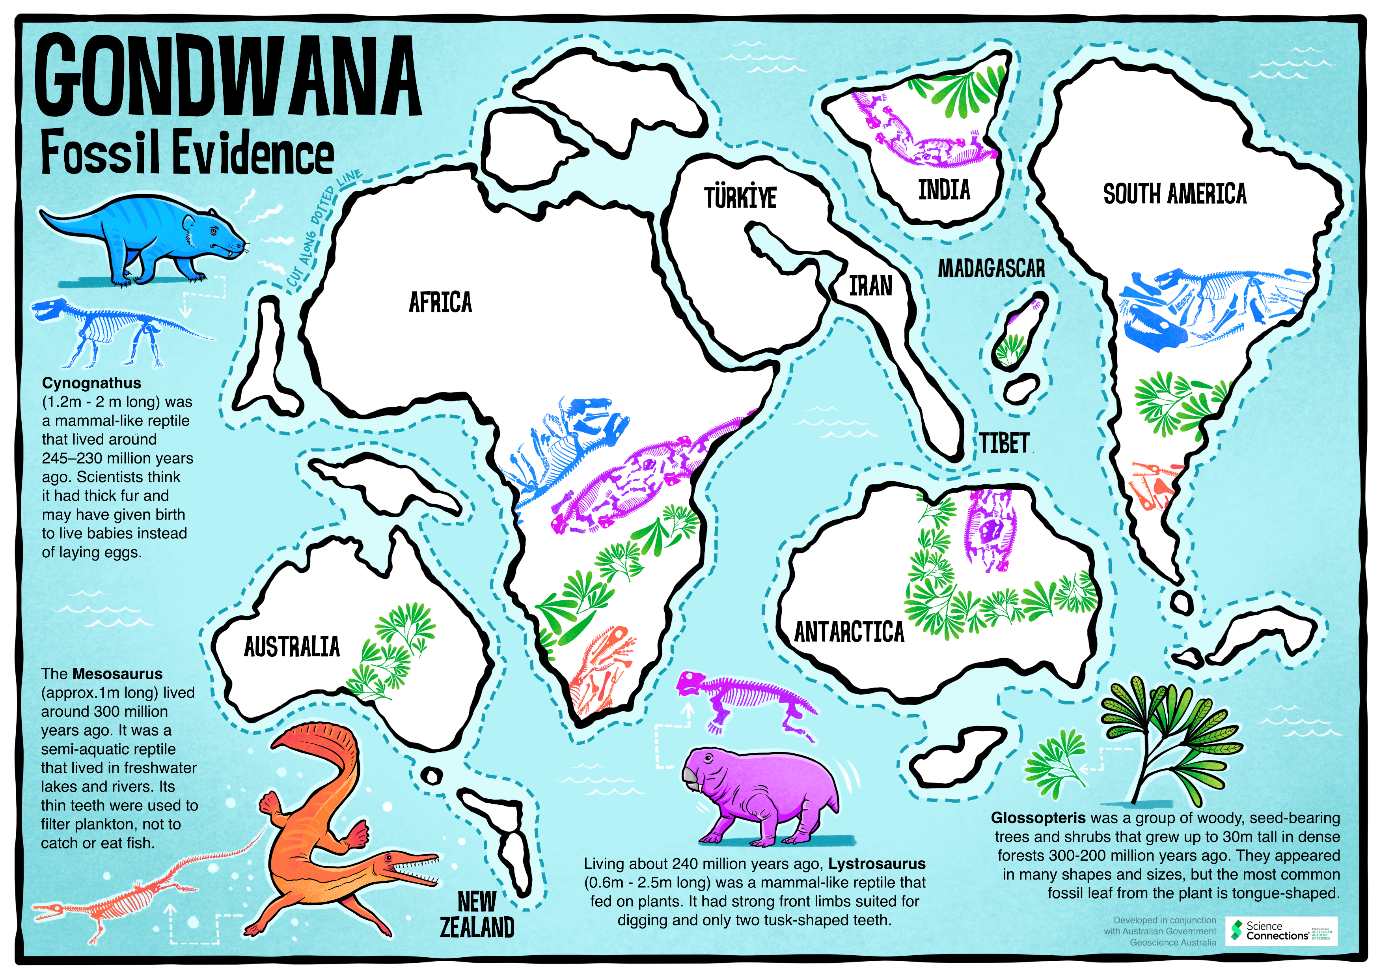 GONDWANA
Fossil Evidence
CUT ALONG DOTTED LINE
TÜRKİYE
INDIA
SOUTH AMERICA
AFRICA
IRAN
MADAGASCAR
TIBET
Cynognathus
(1.2m - 2 m long) was
a mammal-like reptile
that lived around
245–230 million years
ago. Scientists think
it had thick fur and
may have given birth
to live babies instead
of laying eggs.
AUSTRALIA
ANTARCTICA
The Mesosaurus
(approx.1m long) lived
around 300 million
years ago. It was a
semi-aquatic reptile
that lived in freshwater
lakes and rivers. Its
thin teeth were used to
filter plankton, not to
catch or eat fish.
NEW
ZEALAND
Living about 240 million years ago, Lystrosaurus
(0.6m - 2.5m long) was a mammal-like reptile that
fed on plants. It had strong front limbs suited for
digging and only two tusk-shaped teeth.
Glossopteris was a group of woody, seed-bearing
trees and shrubs that grew up to 30m tall in dense
forests 300-200 million years ago. They appeared
in many shapes and sizes, but the most common
fossil leaf from the plant is tongue-shaped.
Developed in conjunction
with Australian Government
Geoscience Australia
Science
Connections